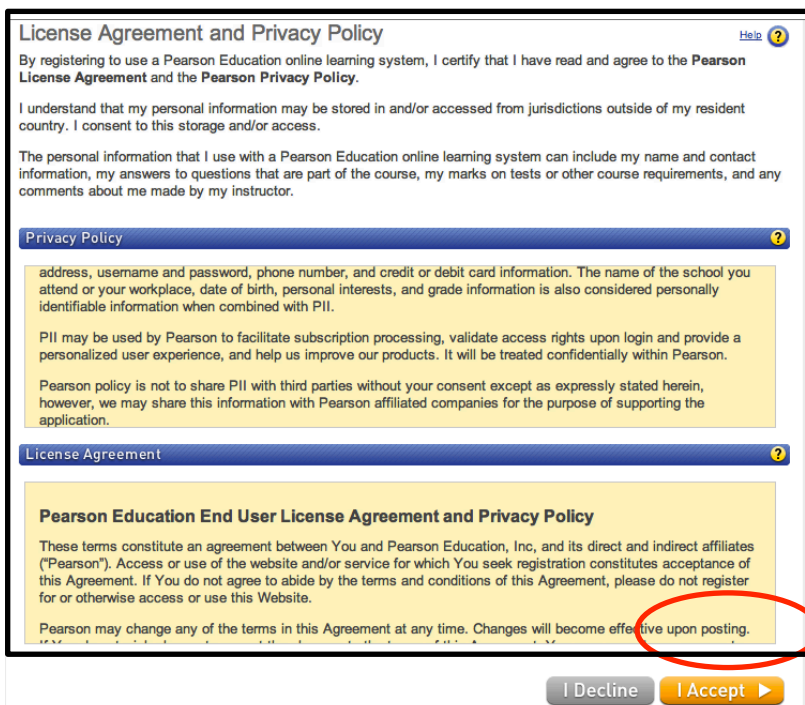 License Agreement and Privacy Policy
Help ?
By registering to use a Pearson Education online learning system, I certify that I have read and agree to the Pearson
License Agreement and the Pearson Privacy Policy.
I understand that my personal information may be stored in and/or accessed from jurisdictions outside of my resident
country. I consent to this storage and/or access.
The personal information that I use with a Pearson Education online learning system can include my name and contact
information, my answers to questions that are part of the course, my marks on tests or other course requirements, and any
comments about me made by my instructor.
Privacy Policy ?
address, username and password, phone number, and credit or debit card information. The name of the school you
attend or your workplace, date of birth, personal interests, and grade information is also considered personally
identifiable information when combined with PII.
PII may be used by Pearson to facilitate subscription processing, validate access rights upon login and provide a
personalized user experience, and help us improve our products. It will be treated confidentially within Pearson.
Pearson policy is not to share PII with third parties without your consent except as expressly stated herein,
however, we may share this information with Pearson affiliated companies for the purpose of supporting the
application.
License Agreement ?
Pearson Education End User License Agreement and Privacy Policy
These terms constitute an agreement between You and Pearson Education, Inc, and its direct and indirect affiliates
("Pearson"). Access or use of the website and/or service for which You seek registration constitutes acceptance of
this Agreement. If You do not agree to abide by the terms and conditions of this Agreement, please do not register
for or otherwise access or use this Website.
Pearson may change any of the terms in this Agreement at any time. Changes will become effective upon posting.
I Decline
I Accept